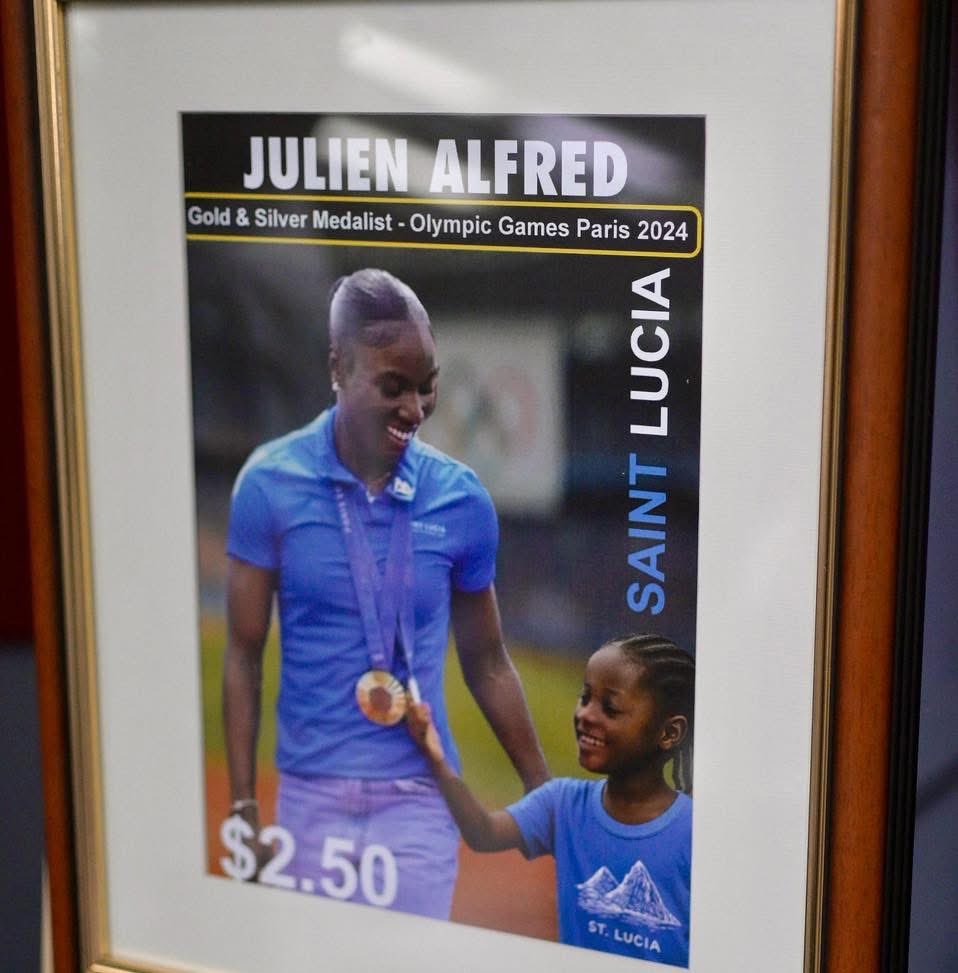 JULIEN ALFRED
Gold & Silver Medalist - Olympic Games Paris 2024
SAINT LUCIA
$2.50
ST. LUCIA